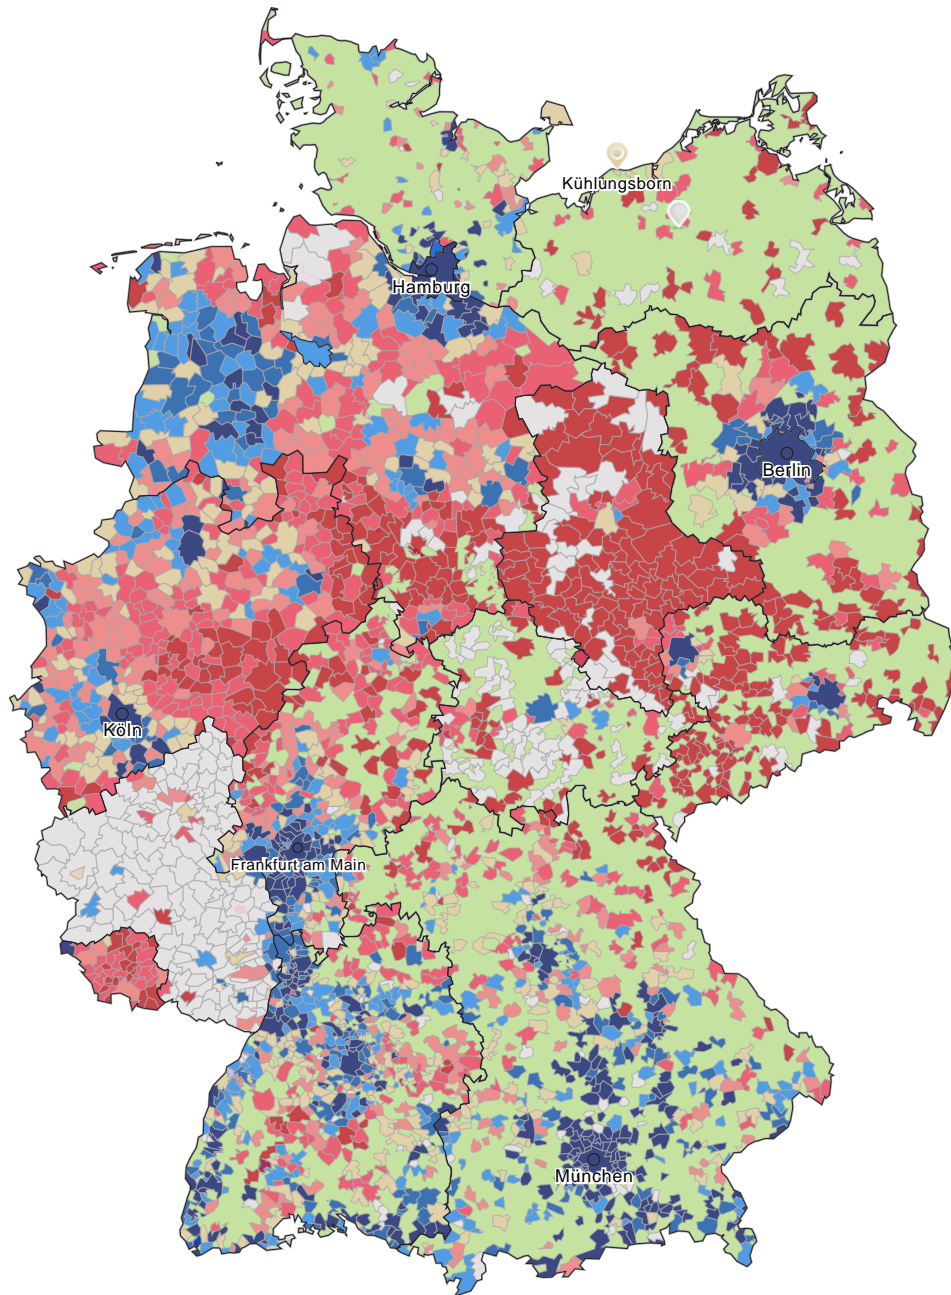 Kühlungsborn
Hamburg
Berlin
Köln
Frankfurt am Main
München